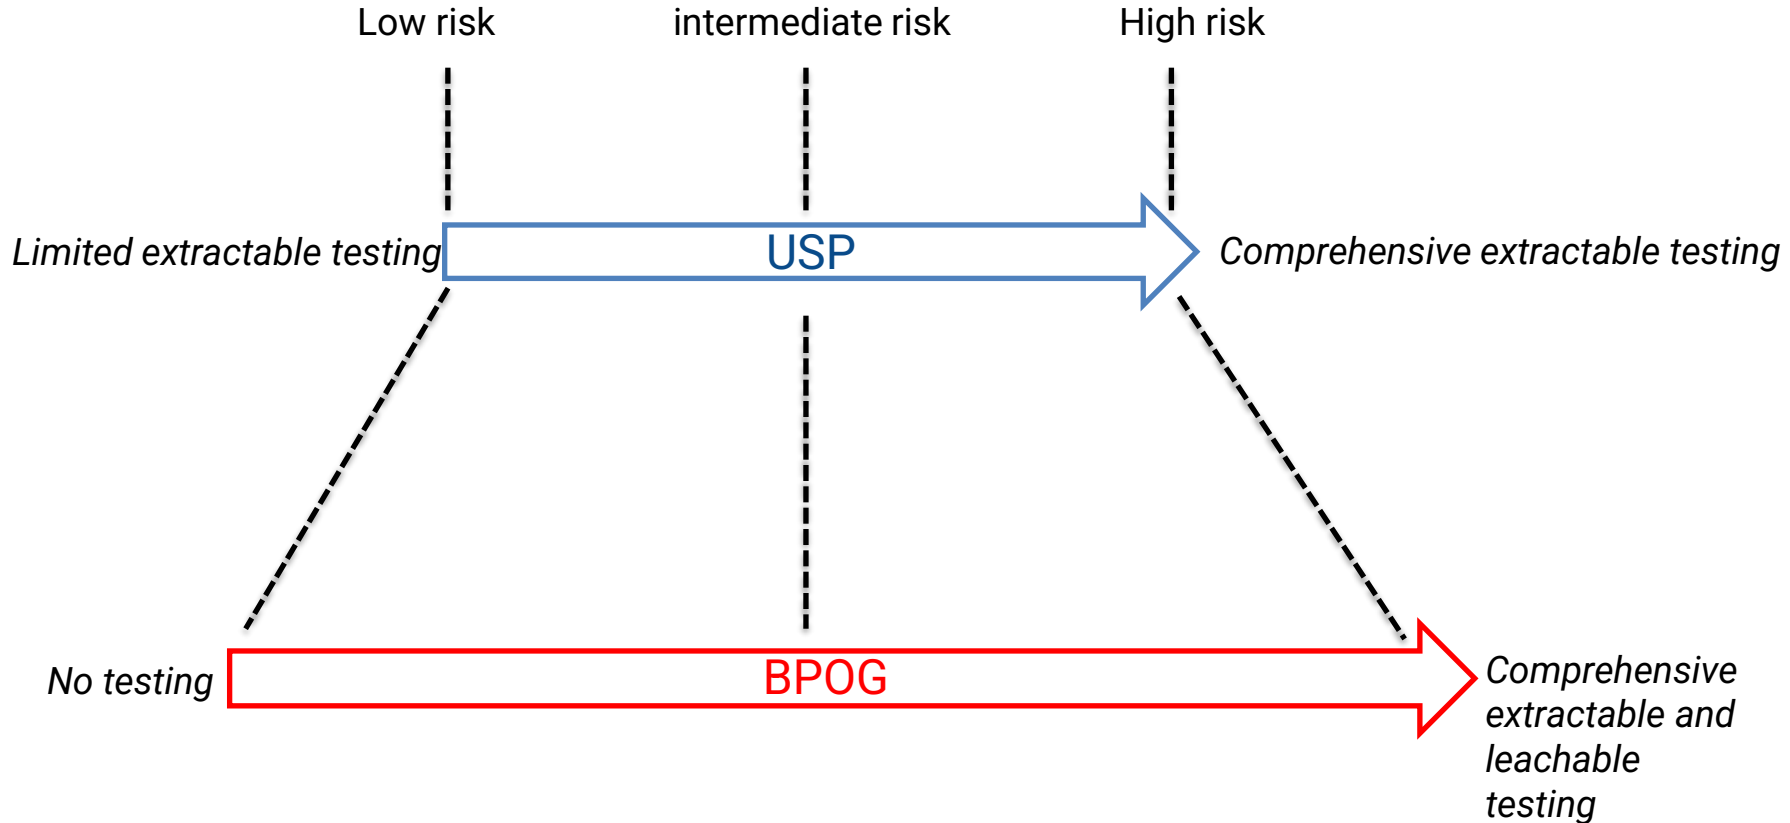 Low risk
intermediate risk
High risk
Limited extractable testing
USP
Comprehensive extractable testing
No testing
BPOG
Comprehensive
extractable and
leachable
testing